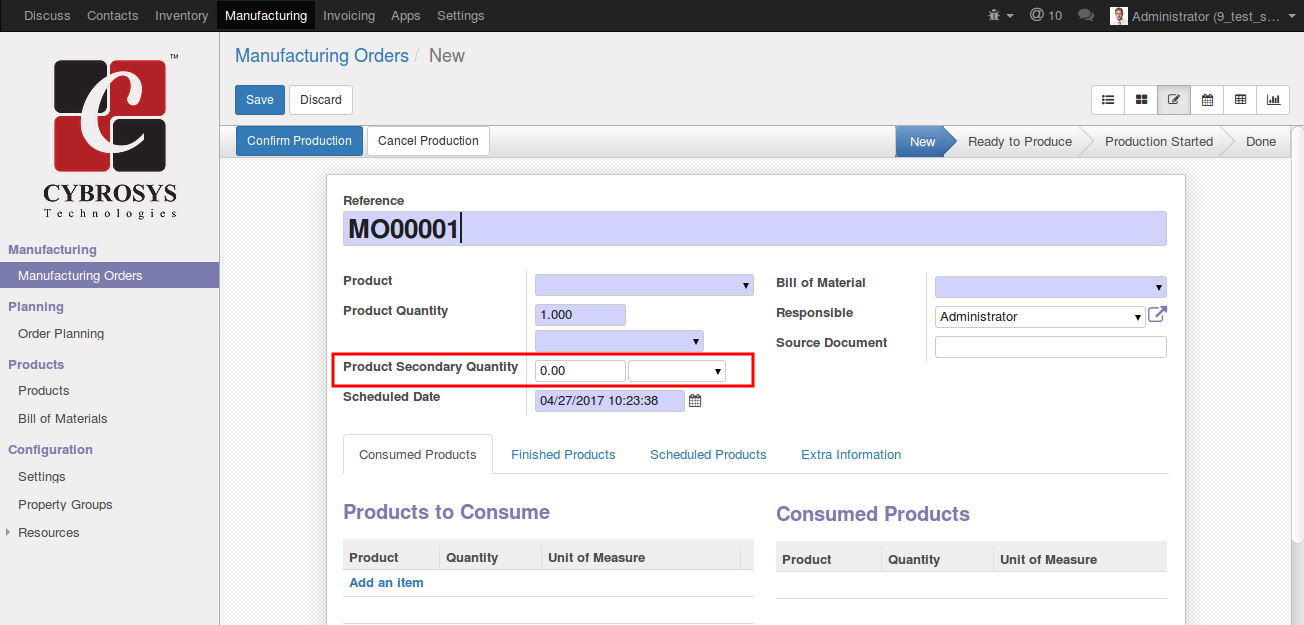 Discuss Contacts Inventory Manufacturing Invoicing Apps Settings @ 10 Administrator (9_test_s...
TM
C
CYBROSYS
Technologies
Manufacturing
Manufacturing Orders
Planning
Order Planning
Products
Products
Bill of Materials
Configuration
Settings
Property Groups
Resources
Manufacturing Orders / New
Save Discard
Confirm Production Cancel Production New Ready to Produce Production Started Done
Reference
MO00001
Product
Product Quantity 1.000
Product Secondary Quantity 0.00
Scheduled Date 04/27/2017 10:23:38
Bill of Material
Responsible Administrator
Source Document
Consumed Products Finished Products Scheduled Products Extra Information
Products to Consume
Product Quantity Unit of Measure
Add an item
Consumed Products
Product Quantity Unit of Measure